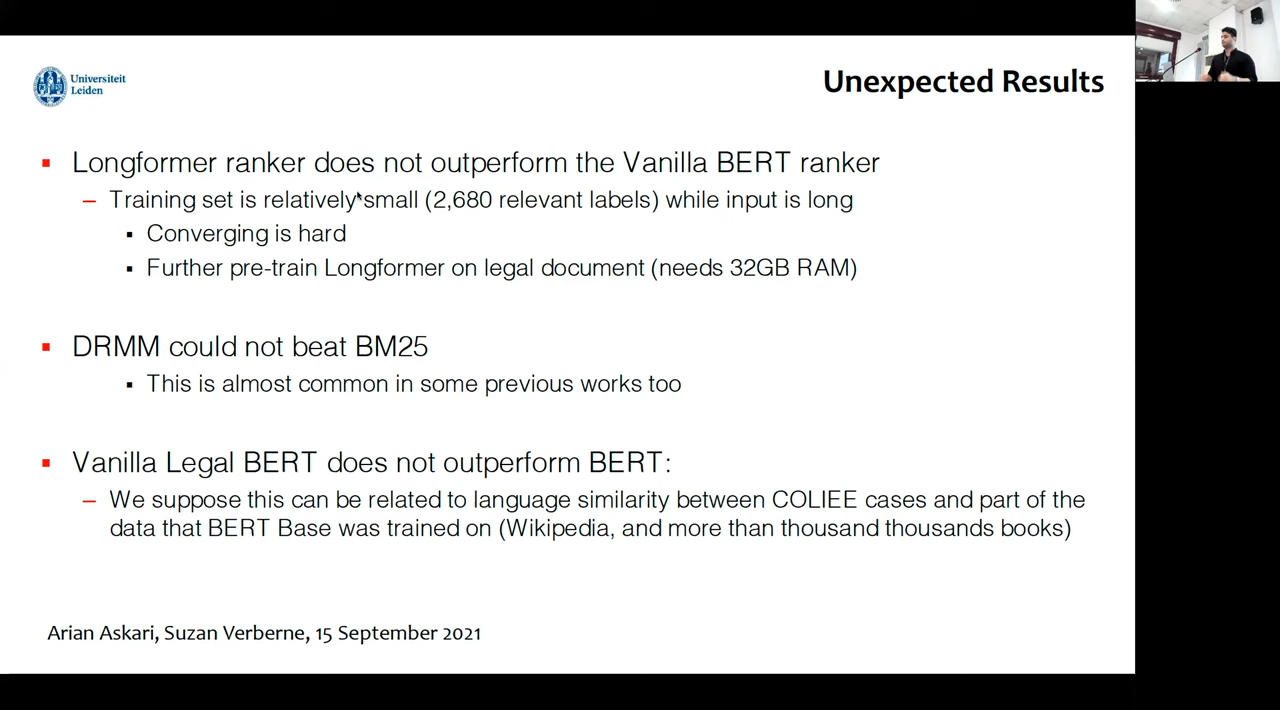 Universiteit
Leiden
Unexpected Results
Longformer ranker does not outperform the Vanilla BERT ranker
Training set is relatively small (2,680 relevant labels) while input is long
Converging is hard
Further pre-train Longformer on legal document (needs 32GB RAM)
DRMM could not beat BM25
This is almost common in some previous works too
Vanilla Legal BERT does not outperform BERT:
We suppose this can be related to language similarity between COLIEE cases and part of the
data that BERT Base was trained on (Wikipedia, and more than thousand thousands books)
Arian Askari, Suzan Verberne, 15 September 2021